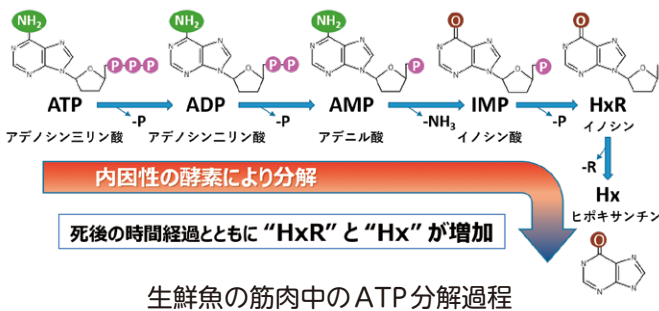 NH₂ NH₂ NH₂ O O
P P P P P P P
N N N N N N N N N N N N N N N N N N N N
O O O O O
ATP ADP AMP IMP HxR
-P -P -NH₃ -P
アデノシン三リン酸 アデノシン二リン酸 アデニル酸 イノシン酸 イノシン
内因性の酵素により分解
-R
Hx
ヒポキサンチン
死後の時間経過とともに “HxR” と “Hx” が増加
O
N N N N
生鮮魚の筋肉中のATP分解過程